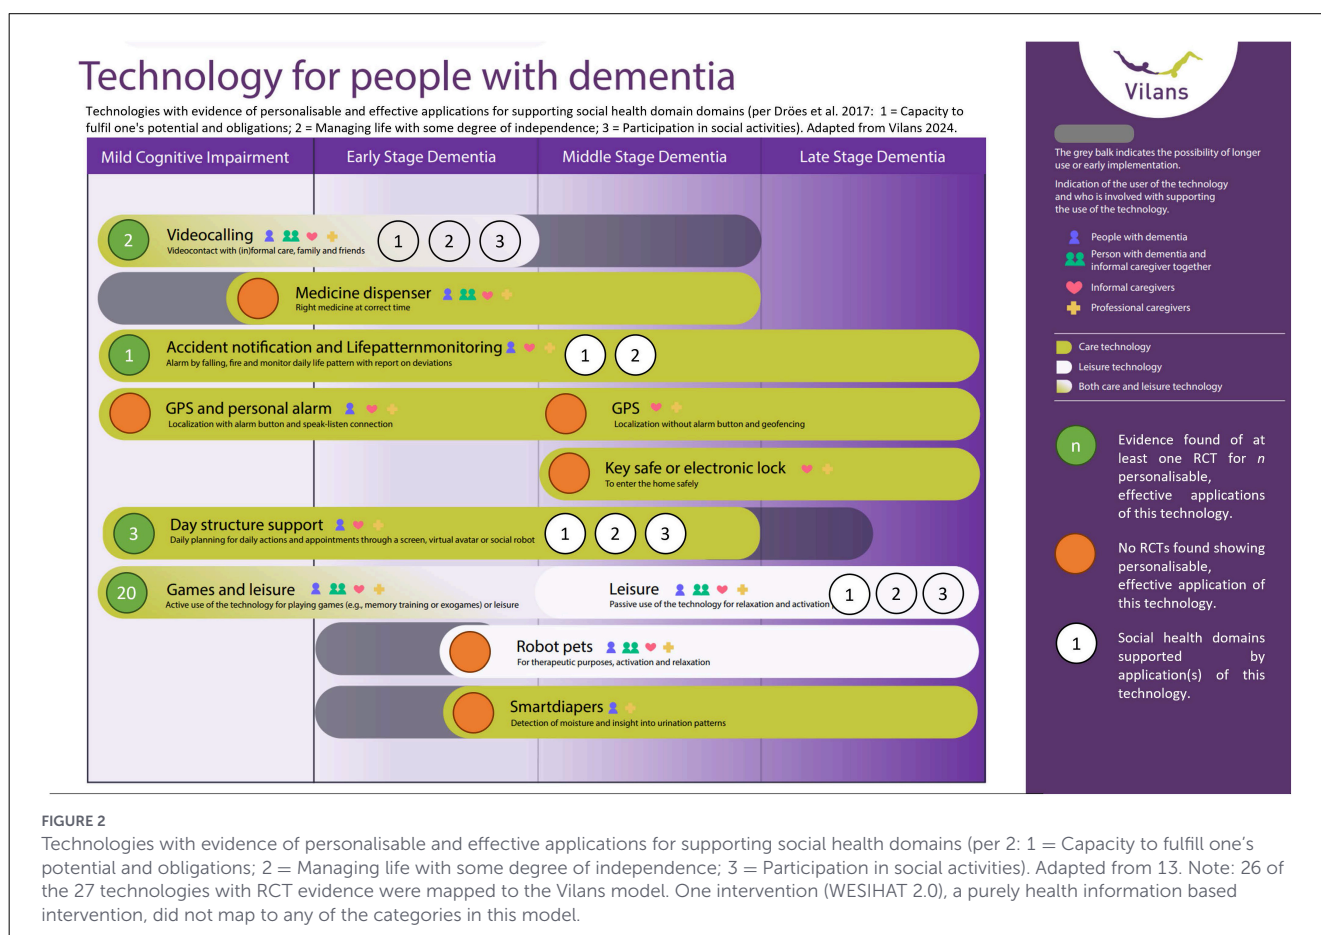 Technology for people with dementia
Technologies with evidence of personalisable and effective applications for supporting social health domain domains (per Dröes et al. 2017: 1 = Capacity to
fulfil one's potential and obligations; 2 = Managing life with some degree of independence; 3 = Participation in social activities). Adapted from Vilans 2024.
Mild Cognitive Impairment
Early Stage Dementia
Middle Stage Dementia
Late Stage Dementia
2
Videocalling
Videocontact with (in)formal care, family and friends
1 2 3
Medicine dispenser
Right medicine at correct time
1
Accident notification and Lifepatternmonitoring
Alarm by falling, fire and monitor daily life pattern with report on deviations
1 2
GPS and personal alarm
Localization with alarm button and speak-listen connection
GPS
Localization without alarm button and geofencing
Key safe or electronic lock
To enter the home safely
3
Day structure support
Daily planning for daily actions and appointments through a screen, virtual avatar or social robot
1 2 3
20
Games and leisure
Active use of the technology for playing games (e.g., memory training or exogames) or leisure
Leisure
Passive use of the technology for relaxation and activation
1 2 3
Robot pets
For therapeutic purposes, activation and relaxation
Smartdiapers
Detection of moisture and insight into urination patterns
Vilans
The grey balk indicates the possibility of longer
use or early implementation.
Indication of the user of the technology
and who is involved with supporting
the use of the technology.
People with dementia
Person with dementia and
informal caregiver together
Informal caregivers
Professional caregivers
Care technology
Leisure technology
Both care and leisure technology
n
Evidence found of at
least one RCT for n
personalisable,
effective applications
of this technology.
No RCTs found showing
personalisable,
effective application of
this technology.
1
Social health domains
supported by
application(s) of this
technology.
FIGURE 2
Technologies with evidence of personalisable and effective applications for supporting social health domains (per 2: 1 = Capacity to fulfill one's
potential and obligations; 2 = Managing life with some degree of independence; 3 = Participation in social activities). Adapted from 13. Note: 26 of
the 27 technologies with RCT evidence were mapped to the Vilans model. One intervention (WESIHAT 2.0), a purely health information based
intervention, did not map to any of the categories in this model.